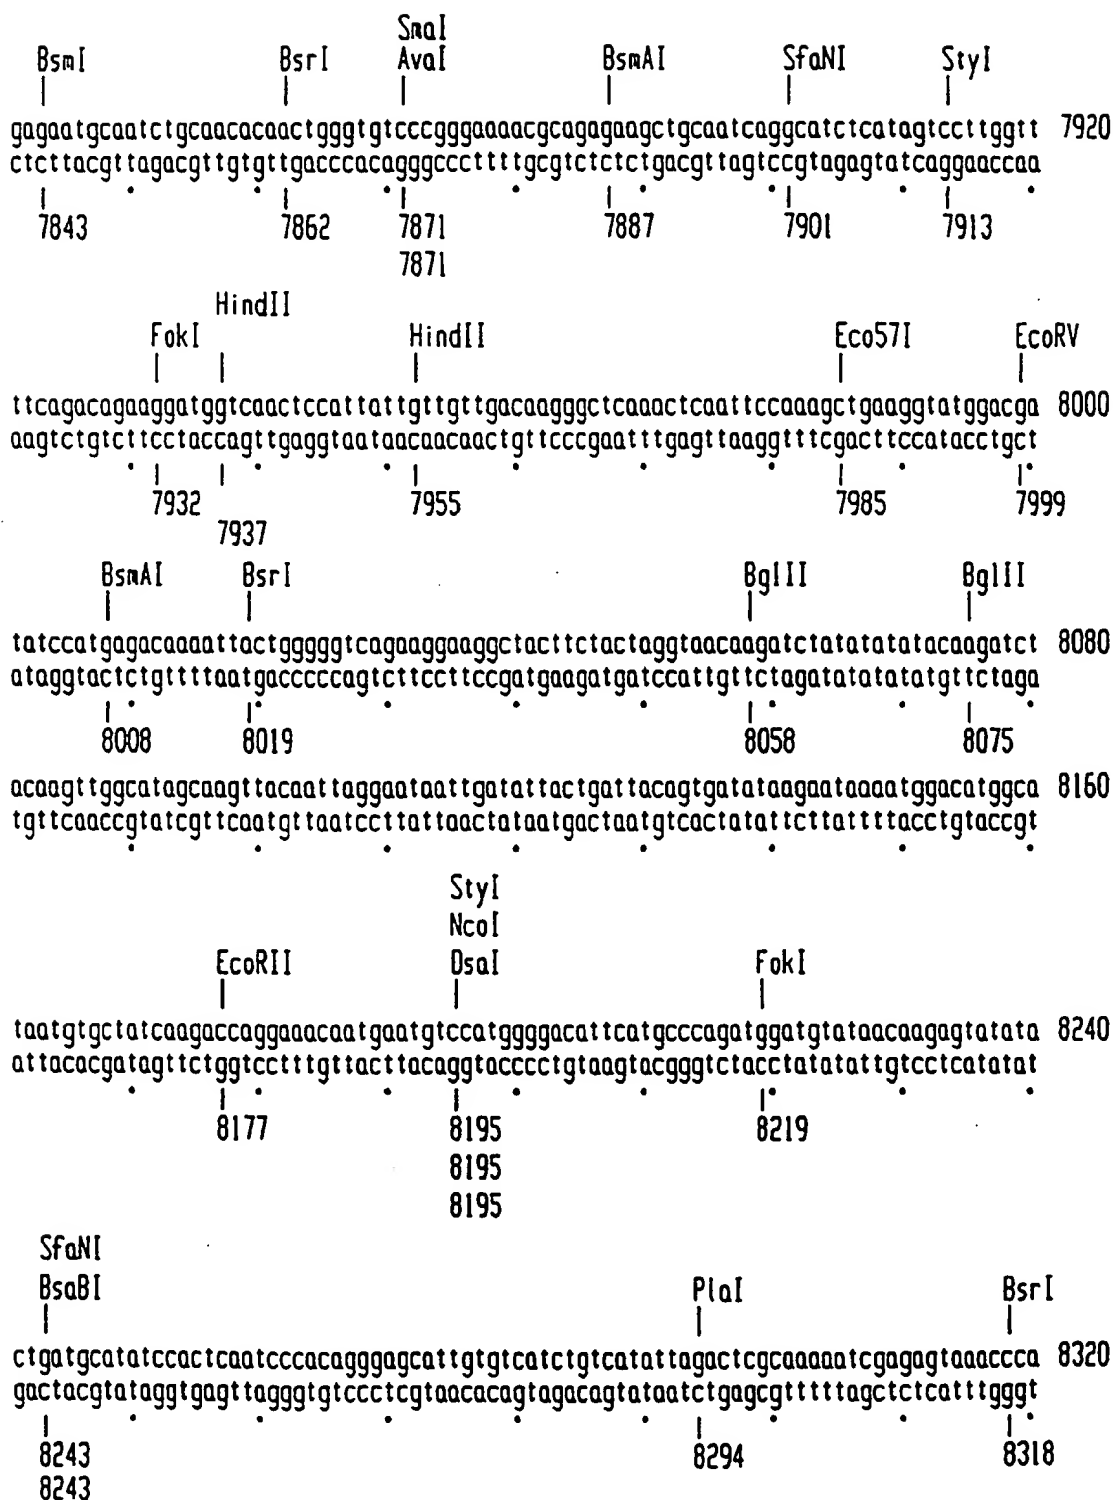 SmaI
BsmI BsrI AvaI BsmAI SfaNI StyI
gagaatgcaatctgcaacacaactgggtgtcccgggaaaacgcagagaagctgcaatcaggcatctcatagtccttggtt 7920
ctcttacgttagacgttgtgttgacccacagggcccttttgcgtctctctgacgttagtccgtagagtatcaggaaccaa
7843 7862 7871 7887 7901 7913
7871
HindII
FokI HindII Eco57I EcoRV
ttcagacagaaggatggtcaactccattattgttgttgacaagggctcaaactcaattccaaagctgaaggtatggacga 8000
aagtctgtcttcctaccagttgaggtaataacaacaactgttcccgaatttgagttaaggtttcgacttccatacctgct
7932 7955 7985 7999
7937
BsmAI BsrI BglII BglII
tatccatgagacaaaattactgggggtcagaaggaaggctacttctactaggtaacaagatctatatatatacaagatct 8080
ataggtactctgttttaatgacccccagtcttccttccgatgaagatgatccattgttctagatatatatatgttctaga
8008 8019 8058 8075
acaagttggcatagcaagttacaattaggaataattgatattactgattacagtgatataagaataaaatggacatggca 8160
tgttcaaccgtatcgttcaatgttaatccttattaactataatgactaatgtcactatattcttattttacctgtaccgt
StyI
NcoI
EcoRII DsaI FokI
taatgtgctatcaagaccaggaaacaatgaatgtccatggggacattcatgcccagatggatgtataacaagagtatata 8240
attacacgatagttctggtcctttgttacttacaggtacccctgtaagtacgggtctacctatatattgtcctcatatat
8177 8195 8219
8195
8195
SfaNI
BsaBI PlaI BsrI
ctgatgcatatccactcaatcccacagggagcattgtgtcatctgtcatattagactcgcaaaaatcgagagtaaaccca 8320
gactacgtataggtgagttagggtgtccctcgtaacacagtagacagtataatctgagcgtttttagctctcatttgggt
8243 8294 8318
8243